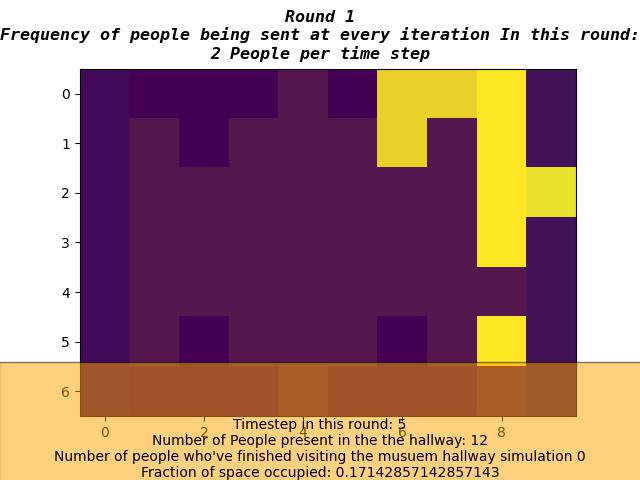 Round 1
Frequency of people being sent at every iteration In this round:
2 People per time step
0
1
2
3
4
5
6
0 2 4 6 8
Timestep in this round: 5
Number of People present in the the hallway: 12
Number of people who've finished visiting the musuem hallway simulation 0
Fraction of space occupied: 0.17142857142857143